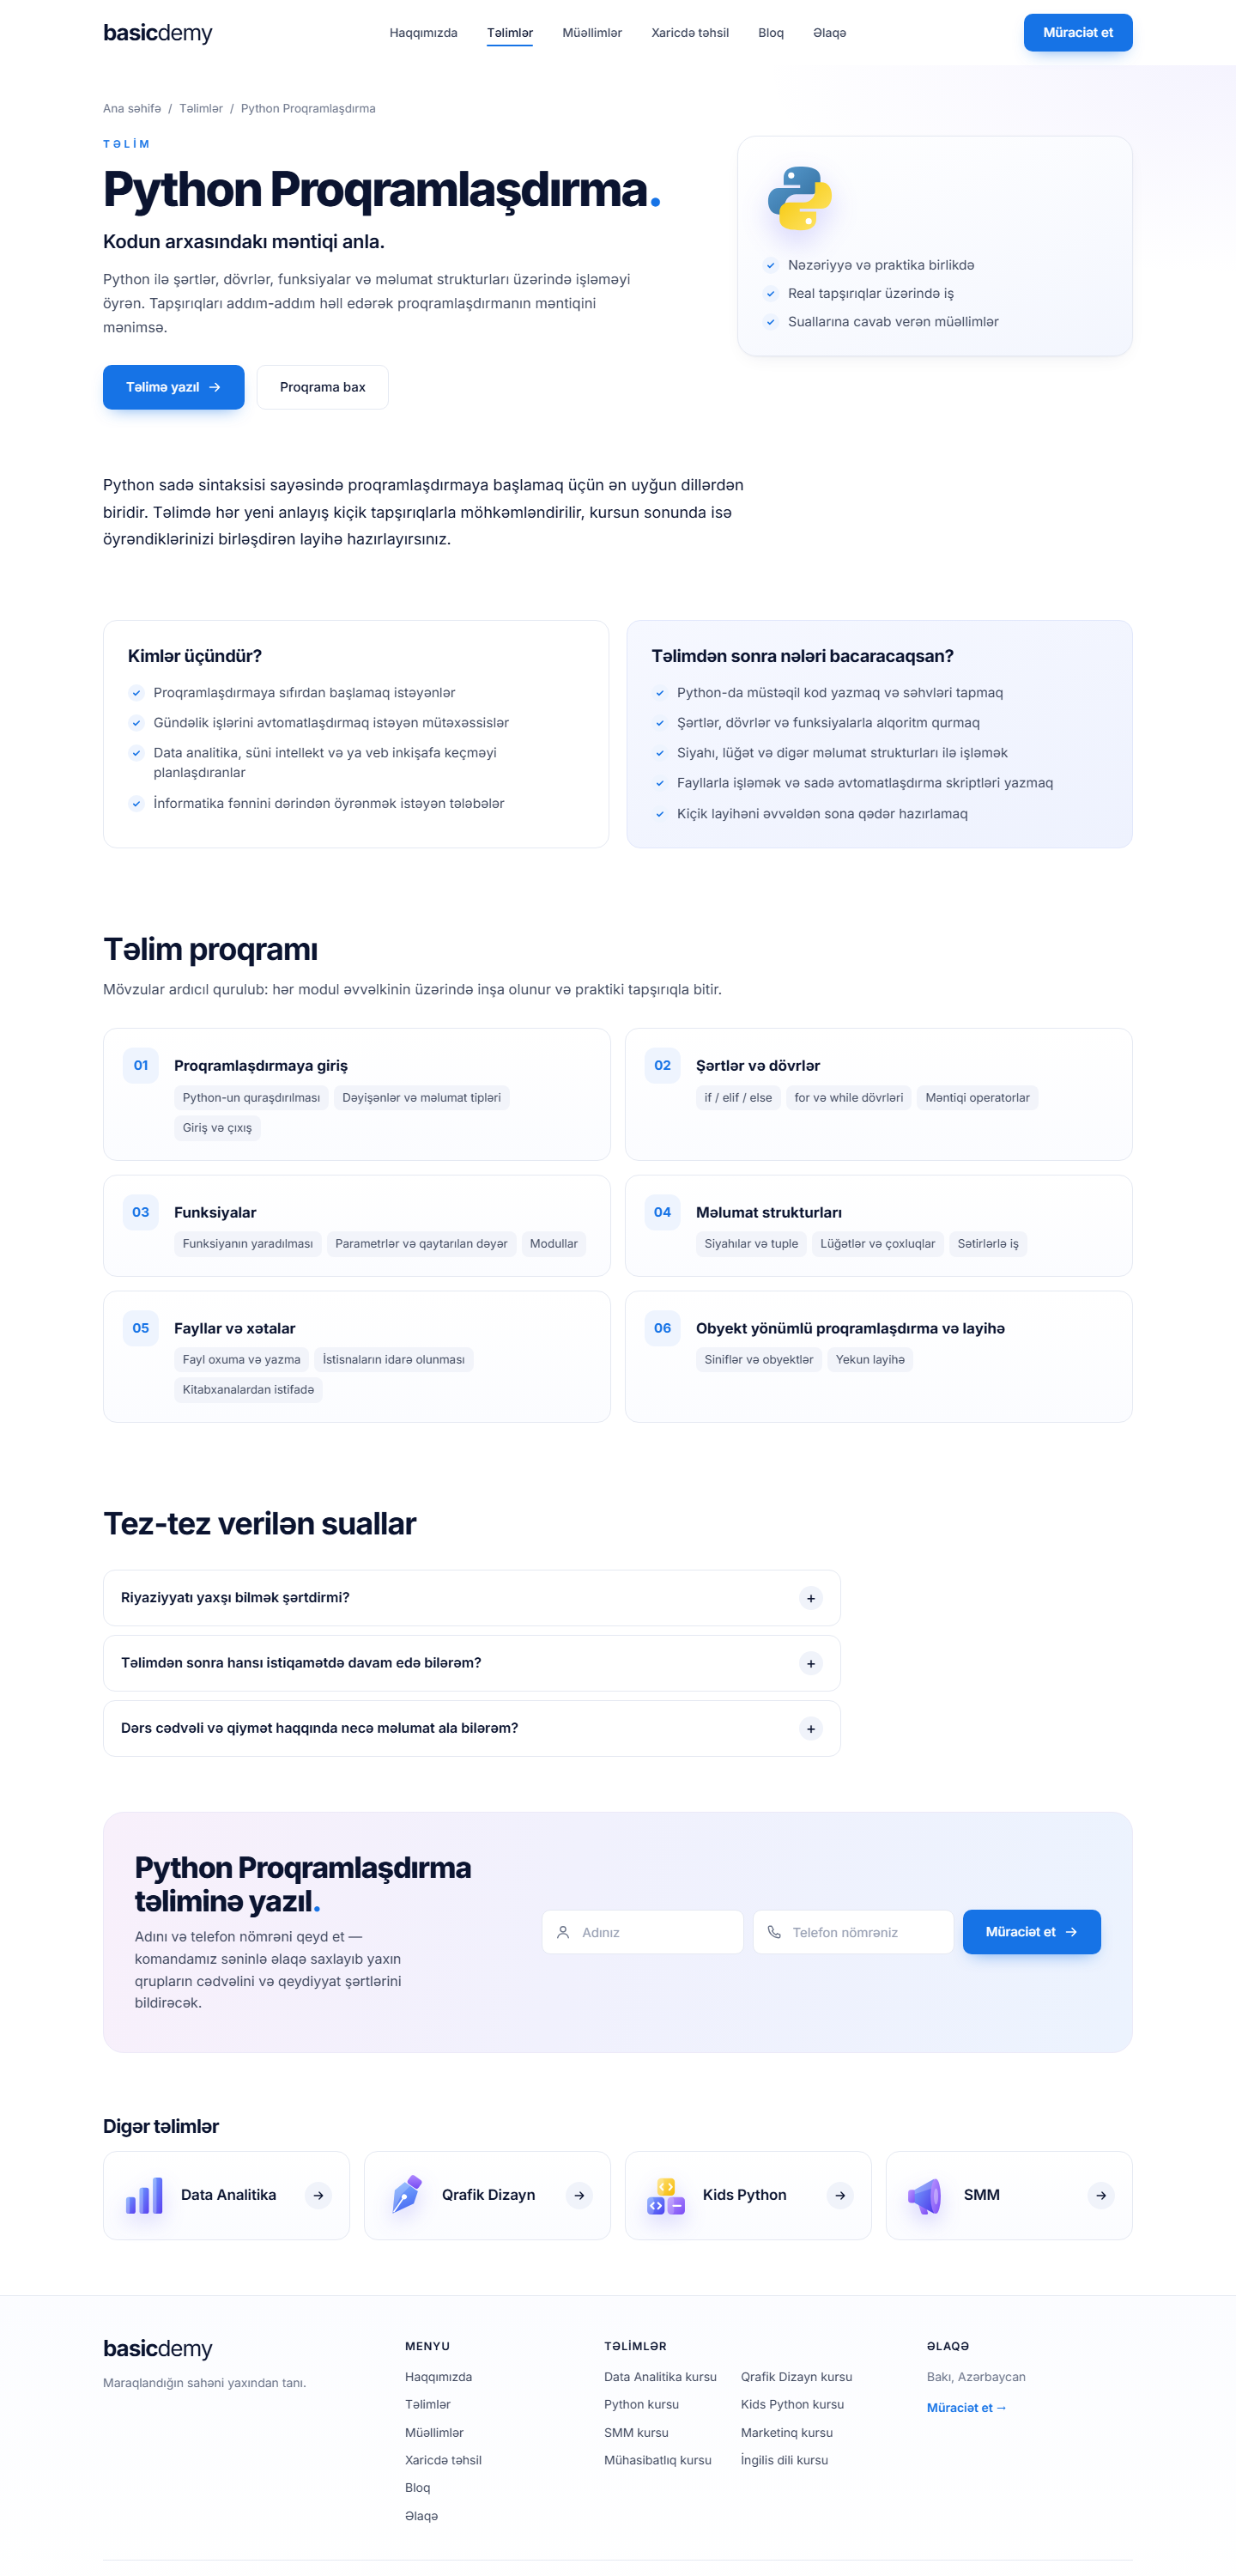 basicdemy
Haqqımızda
Təlimlər
Müəllimlər
Xaricdə təhsil
Bloq
Əlaqə
Müraciət et
Ana səhifə / Təlimlər / Python Proqramlaşdırma
TƏLİM
Python Proqramlaşdırma.
Kodun arxasındakı məntiqi anla.
Python ilə şərtlər, dövrlər, funksiyalar və məlumat strukturları üzərində işləməyi
öyrən. Tapşırıqları addım-addım həll edərək proqramlaşdırmanın məntiqini
mənimsə.
Təlimə yazıl →
Proqrama bax
Nəzəriyyə və praktika birlikdə
Real tapşırıqlar üzərində iş
Suallarına cavab verən müəllimlər
Python sadə sintaksisi sayəsində proqramlaşdırmaya başlamaq üçün ən uyğun dillərdən
biridir. Təlimdə hər yeni anlayış kiçik tapşırıqlarla möhkəmləndirilir, kursun sonunda isə
öyrəndiklərinizi birləşdirən layihə hazırlayırsınız.
Kimlər üçündür?
Proqramlaşdırmaya sıfırdan başlamaq istəyənlər
Gündəlik işlərini avtomatlaşdırmaq istəyən mütəxəssislər
Data analitika, süni intellekt və ya veb inkişafa keçməyi
planlaşdıranlar
İnformatika fənnini dərindən öyrənmək istəyən tələbələr
Təlimdən sonra nələri bacaracaqsan?
Python-da müstəqil kod yazmaq və səhvləri tapmaq
Şərtlər, dövrlər və funksiyalarla alqoritm qurmaq
Siyahı, lüğət və digər məlumat strukturları ilə işləmək
Fayllarla işləmək və sadə avtomatlaşdırma skriptləri yazmaq
Kiçik layihəni əvvəldən sona qədər hazırlamaq
Təlim proqramı
Mövzular ardıcıl qurulub: hər modul əvvəlkinin üzərində inşa olunur və praktiki tapşırıqla bitir.
01 Proqramlaşdırmaya giriş
Python-un quraşdırılması
Dəyişənlər və məlumat tipləri
Giriş və çıxış
02 Şərtlər və dövrlər
if / elif / else
for və while dövrləri
Məntiqi operatorlar
03 Funksiyalar
Funksiyanın yaradılması
Parametrlər və qaytarılan dəyər
Modullar
04 Məlumat strukturları
Siyahılar və tuple
Lüğətlər və çoxluqlar
Sətirlərlə iş
05 Fayllar və xətalar
Fayl oxuma və yazma
İstisnaların idarə olunması
Kitabxanalardan istifadə
06 Obyekt yönümlü proqramlaşdırma və layihə
Siniflər və obyektlər
Yekun layihə
Tez-tez verilən suallar
Riyaziyyatı yaxşı bilmək şərtdirmi? +
Təlimdən sonra hansı istiqamətdə davam edə bilərəm? +
Dərs cədvəli və qiymət haqqında necə məlumat ala bilərəm? +
Python Proqramlaşdırma
təliminə yazıl.
Adını və telefon nömrəni qeyd et —
komandamız səninlə əlaqə saxlayıb yaxın
qrupların cədvəlini və qeydiyyat şərtlərini
bildirəcək.
Adınız
Telefon nömrəniz
Müraciət et →
Digər təlimlər
Data Analitika →
Qrafik Dizayn →
Kids Python →
SMM →
basicdemy
Maraqlandığın sahəni yaxından tanı.
MENYU
Haqqımızda
Təlimlər
Müəllimlər
Xaricdə təhsil
Bloq
Əlaqə
TƏLİMLƏR
Data Analitika kursu
Qrafik Dizayn kursu
Python kursu
Kids Python kursu
SMM kursu
Marketinq kursu
Mühasibatlıq kursu
İngilis dili kursu
ƏLAQƏ
Bakı, Azərbaycan
Müraciət et →